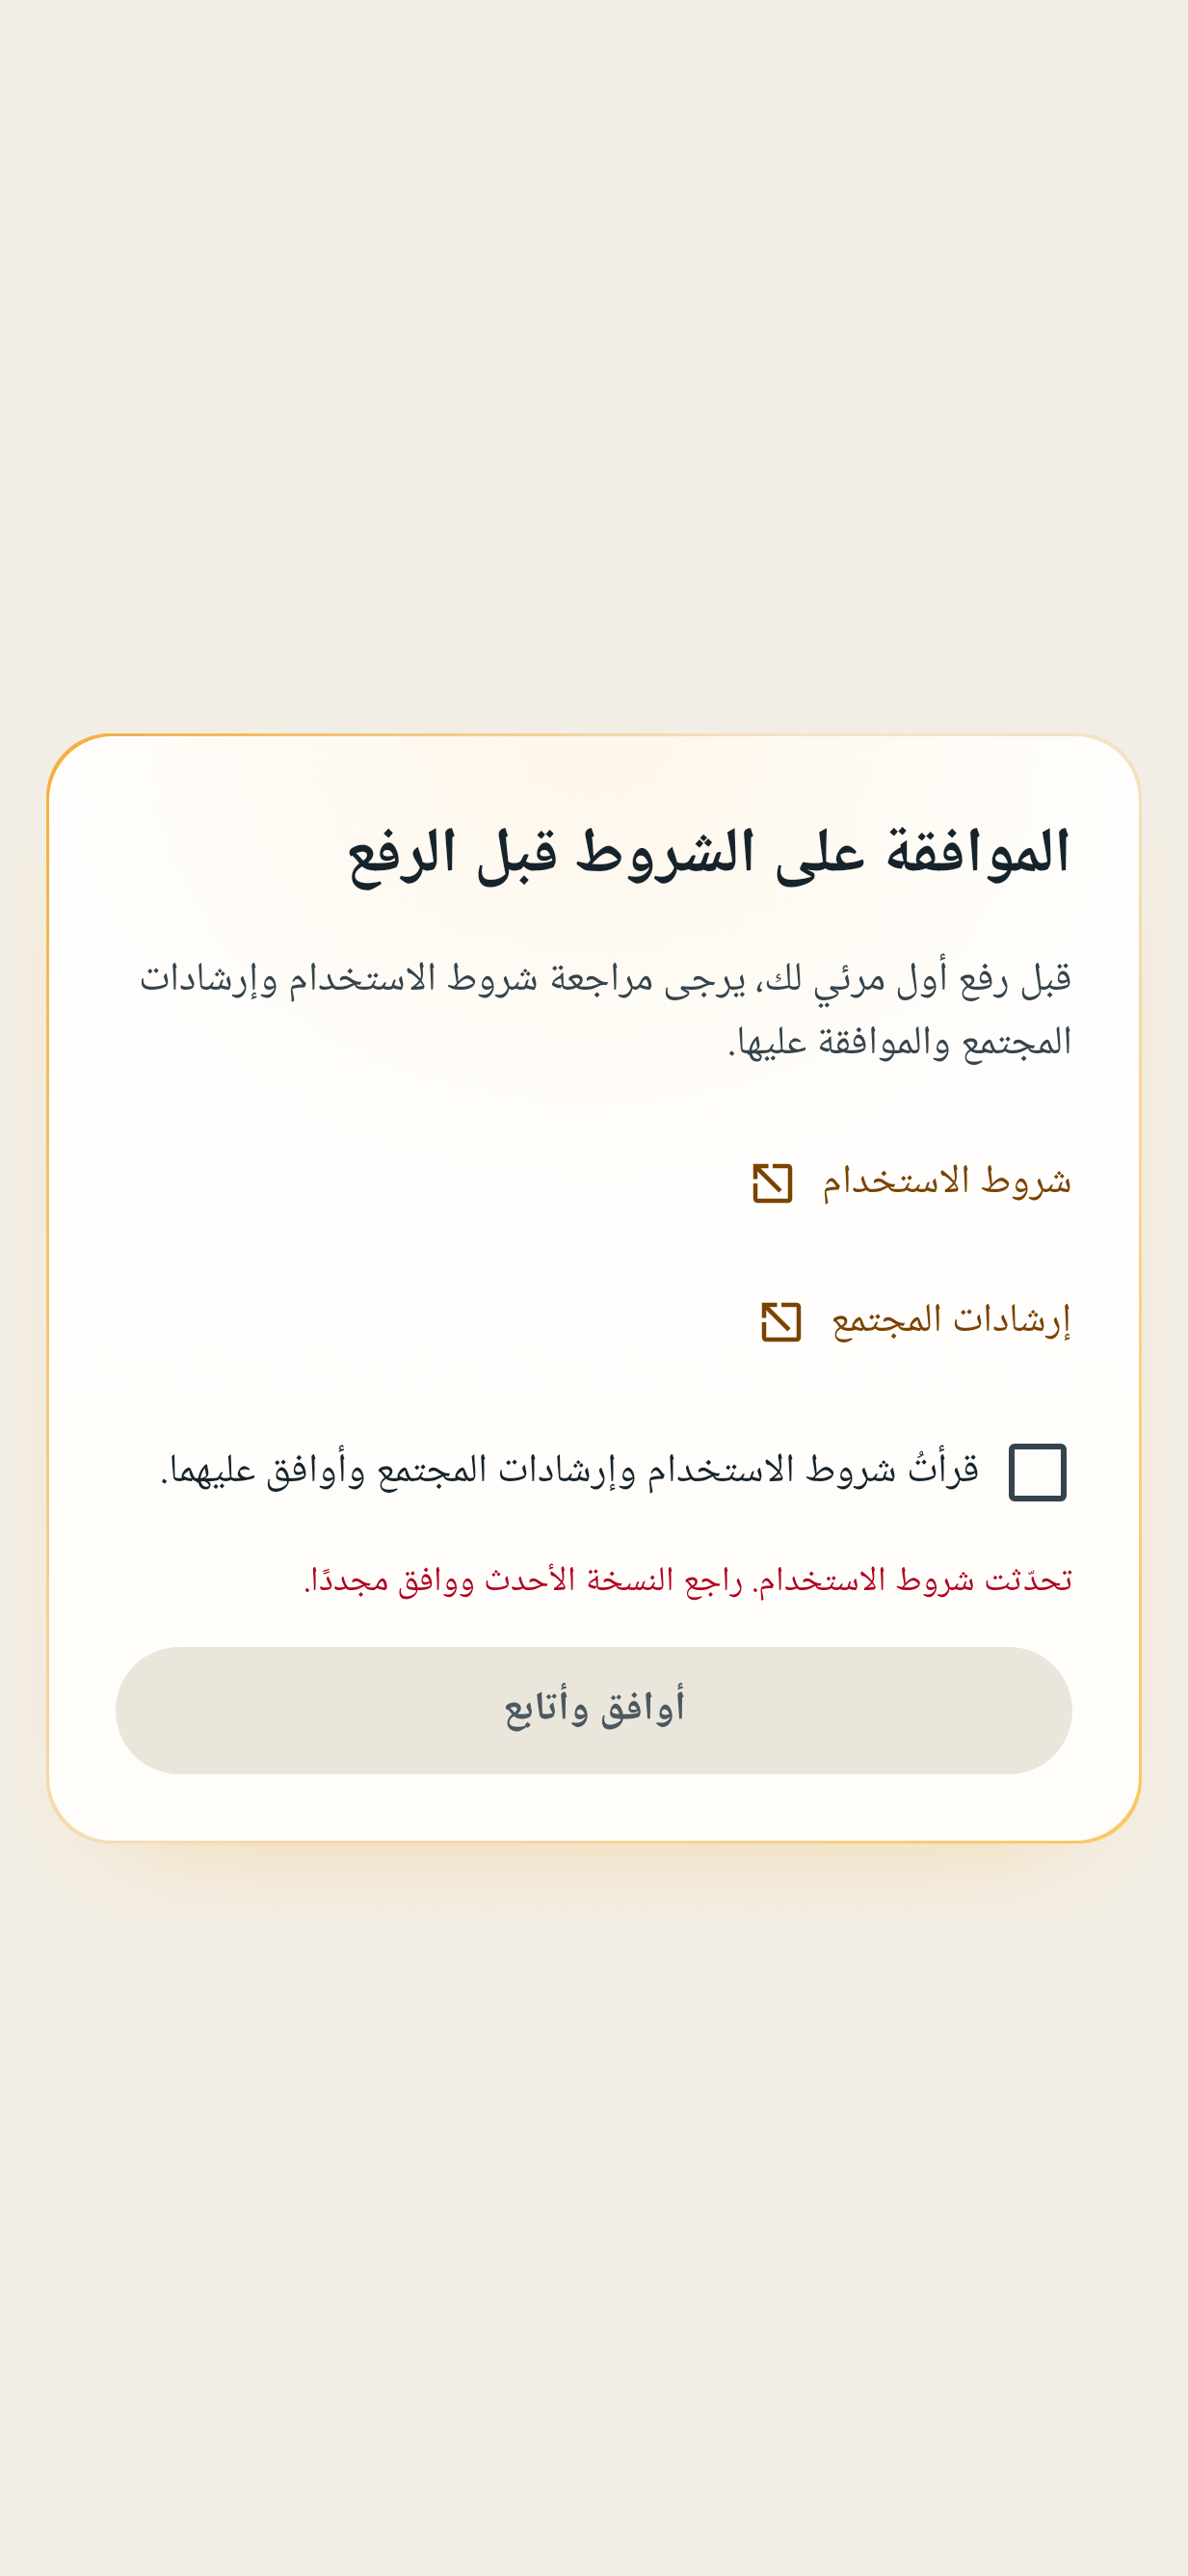 الموافقة على الشروط قبل الرفع
قبل رفع أول مرئي لك، يرجى مراجعة شروط الاستخدام وإرشادات
المجتمع والموافقة عليها.
شروط الاستخدام
إرشادات المجتمع
قرأتُ شروط الاستخدام وإرشادات المجتمع وأوافق عليهما.
تحدّثت شروط الاستخدام. راجع النسخة الأحدث ووافق مجددًا.
أوافق وأتابع